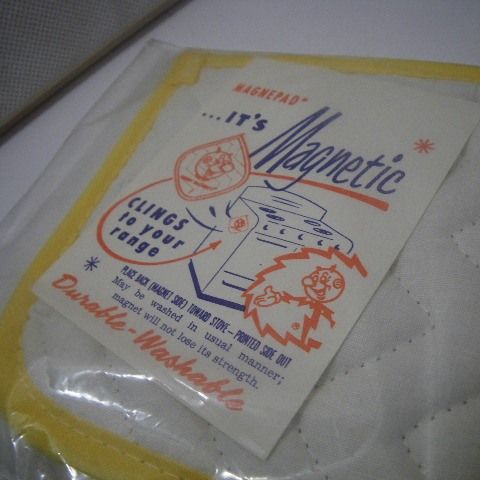 MAGNEPAD®
...IT'S
Magnetic
CLINGS
to your
range
PLACE BACK (MAGNET SIDE) TOWARD STOVE — PRINTED SIDE OUT
May be washed in usual manner;
magnet will not lose its strength.
Durable-Washable